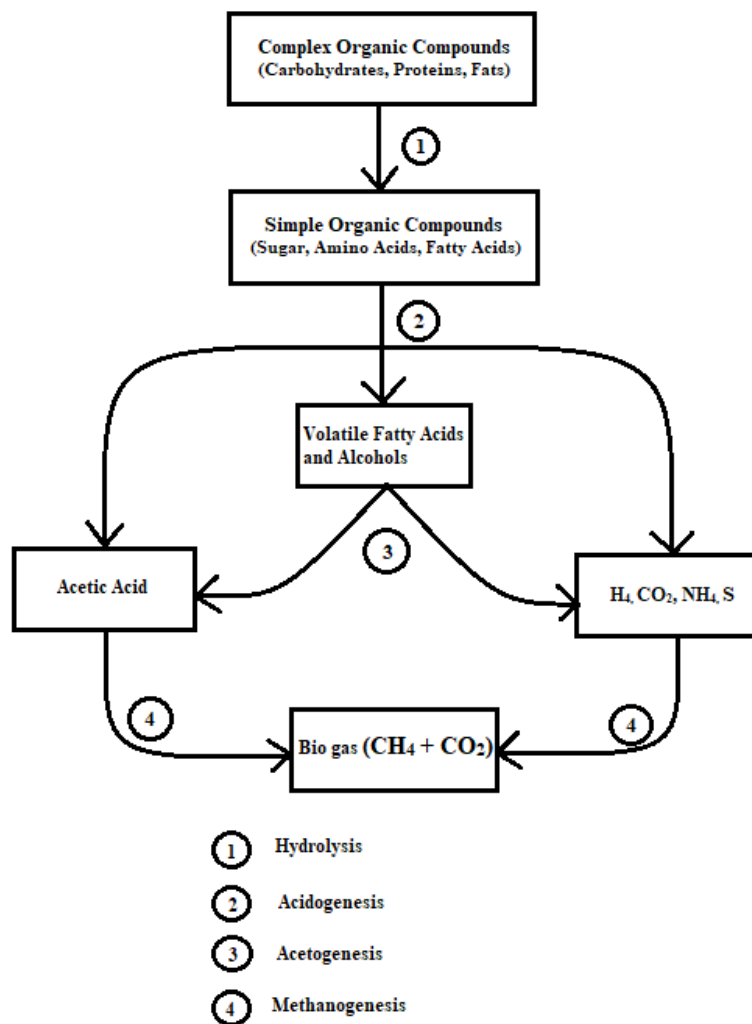 Complex Organic Compounds
(Carbohydrates, Proteins, Fats)
1
Simple Organic Compounds
(Sugar, Amino Acids, Fatty Acids)
2
Volatile Fatty Acids
and Alcohols
3
Acetic Acid
H₄, CO₂, NH₄, S
4
4
Bio gas (CH₄ + CO₂)
1 Hydrolysis
2 Acidogenesis
3 Acetogenesis
4 Methanogenesis